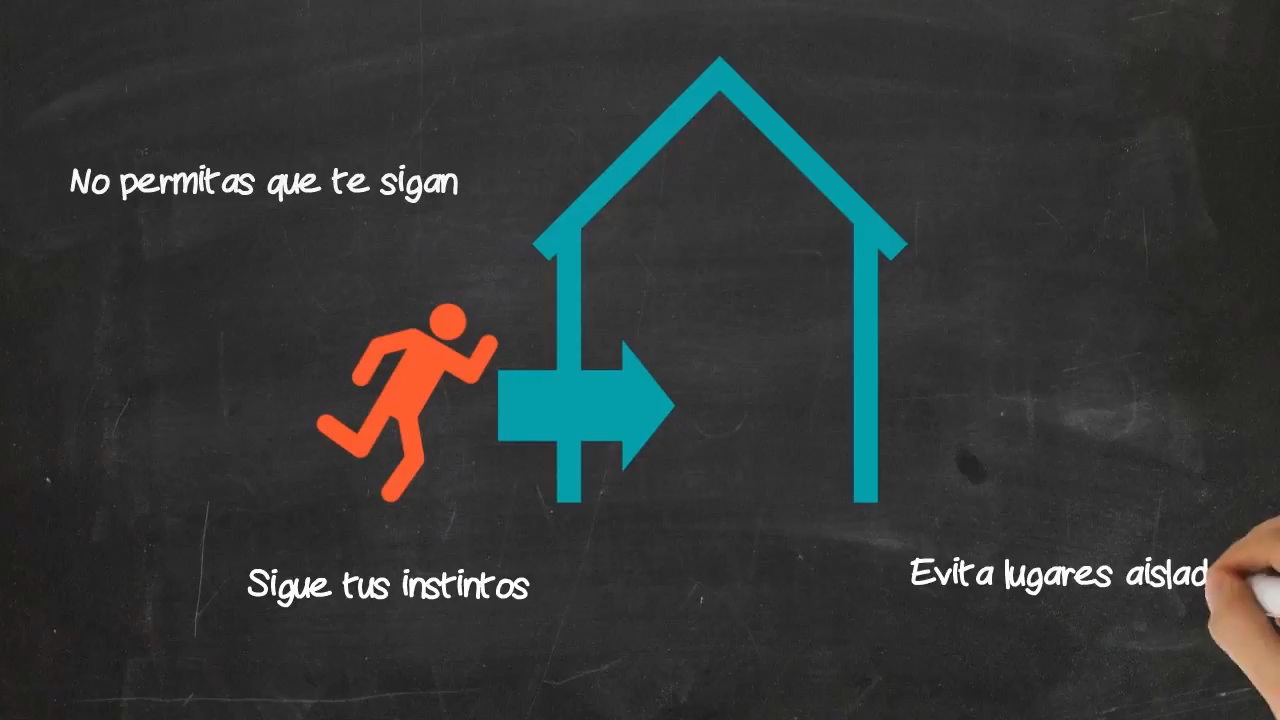 No permitas que te sigan
Sigue tus instintos
Evita lugares aislad